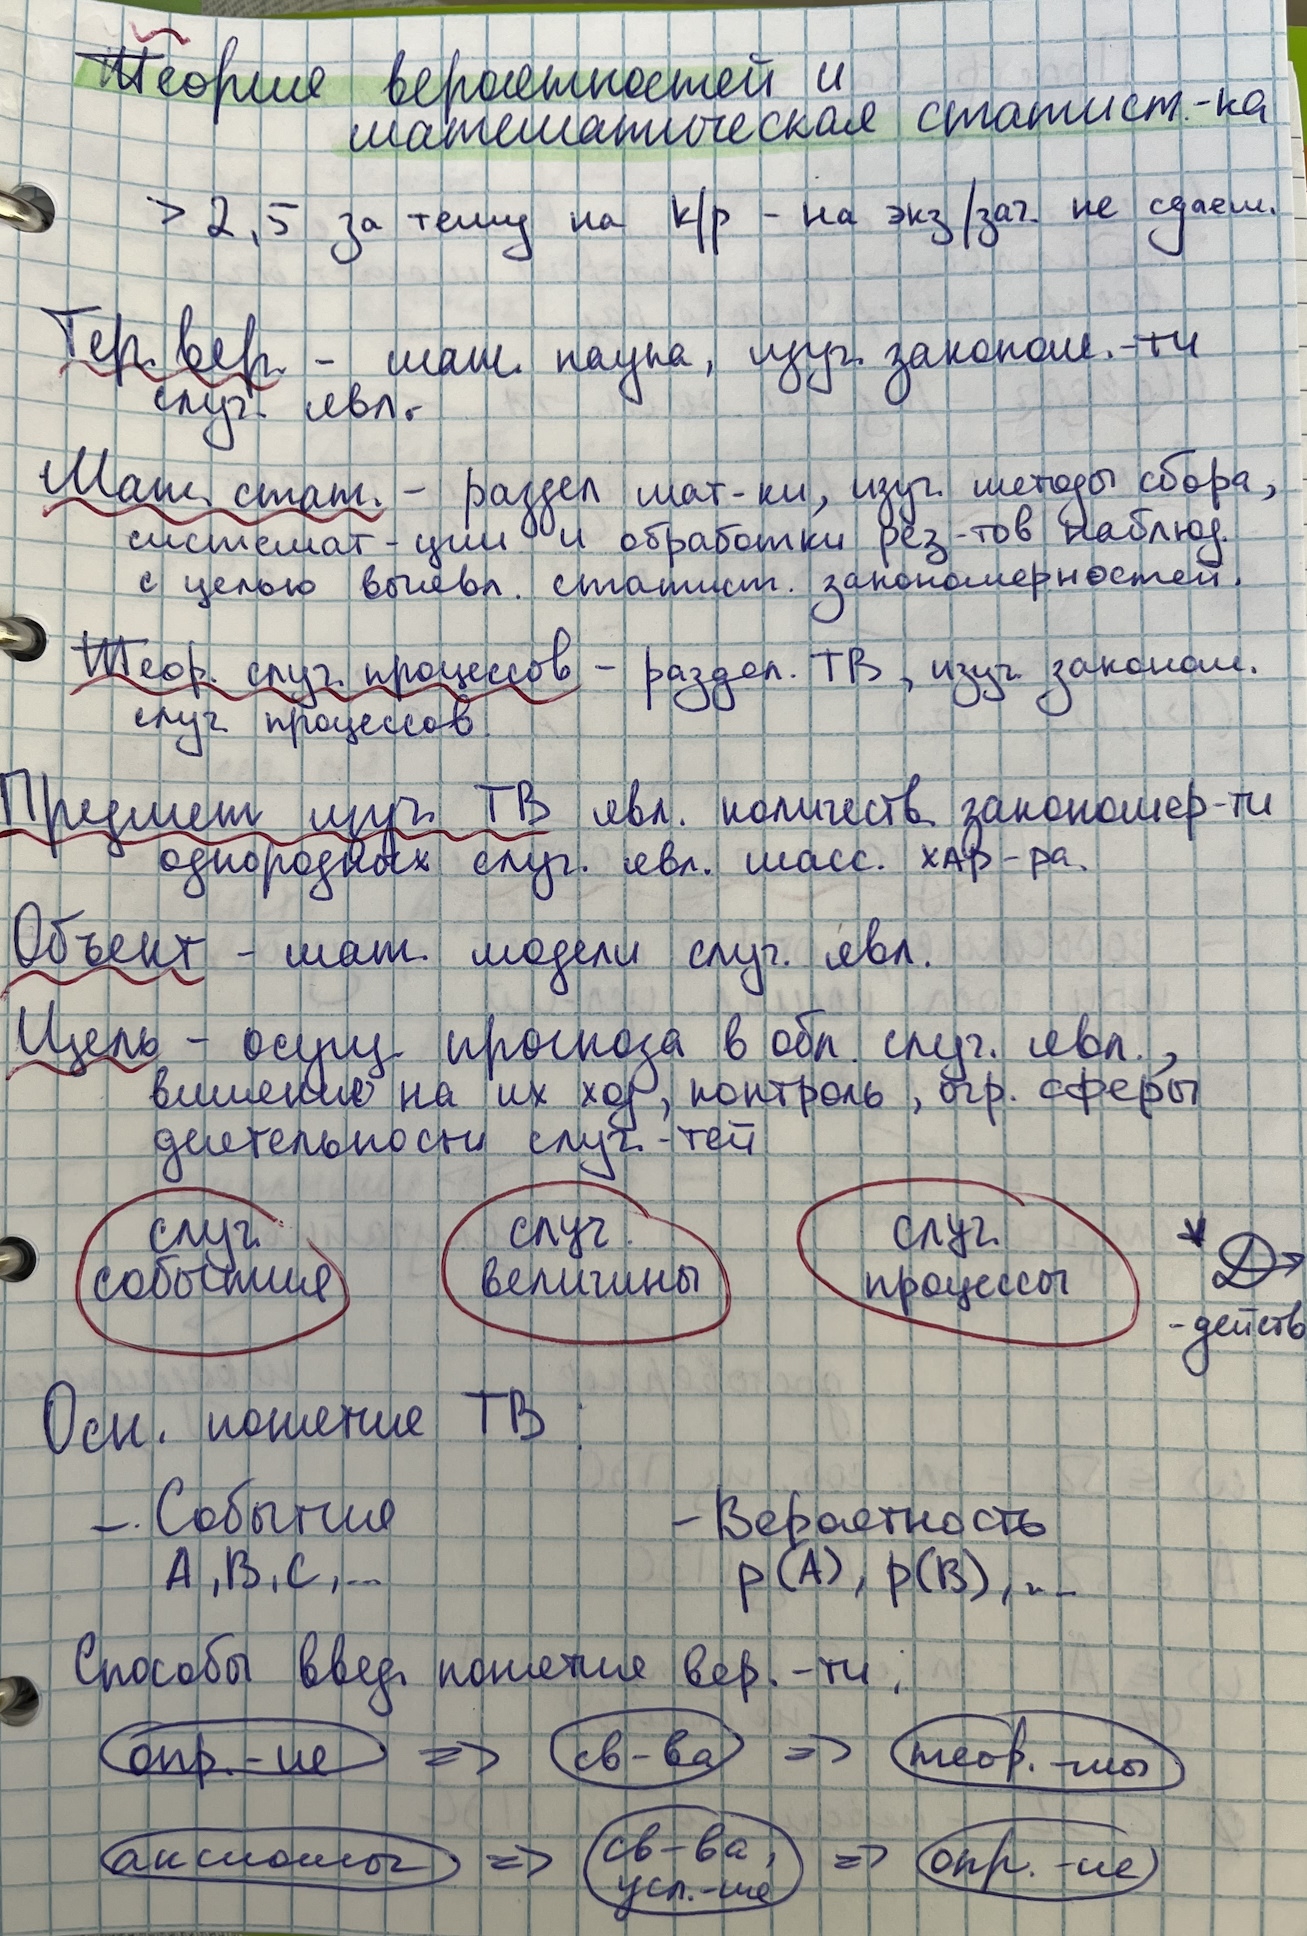 Теория вероятностей и
математическая статист.-ка
> 2,5 за тему на к/р - на экз/зач. не сдаем.
Тер. вер. - мат. наука, изуч. законом.-ти
случ. явл.
Мат. стат. - раздел мат-ки, изуч. методы сбора,
системат-ции и обработки рез-тов наблюд.
с целью выявл. статист. закономерностей.
Теор. случ. процессов - раздел. ТВ, изуч. законом.
случ. процессов.
Предмет изуч. ТВ явл. количеств. закономер-ти
однородных случ. явл. масс. хар-ра.
Объект - мат. модели случ. явл.
Цель - осущ. прогноза в обл. случ. явл.,
влияние на их ход, контроль, огр. сферы
деятельности случ.-тей
случ. события
случ. величины
случ. процессы
Д
- действ
Осн. понятие ТВ:
- События
- Вероятность
A, B, C, ...
p(A), p(B), ...
Способы введ. понятия вер.-ти:
опр.-ие => св-ва => теор.-мы
аксиомы => св-ва, усл.-ие => опр.-ие